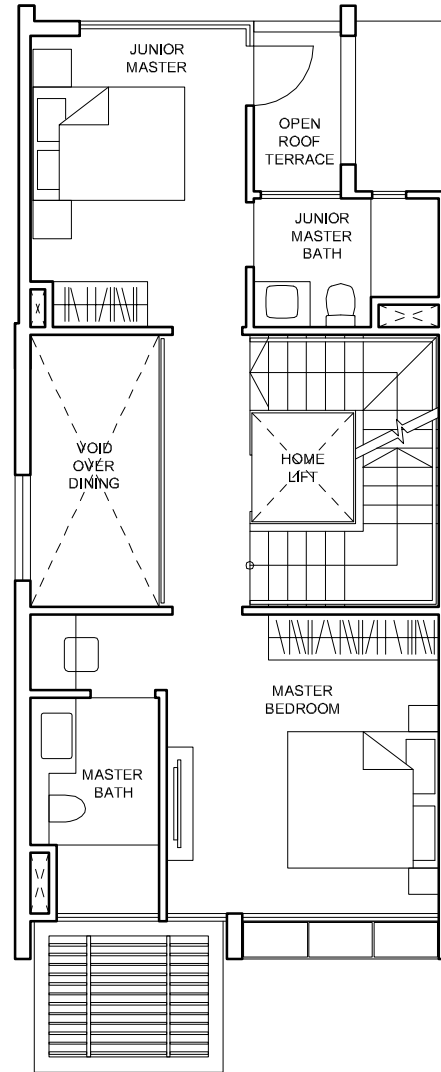 JUNIOR
MASTER
OPEN
ROOF
TERRACE
JUNIOR
MASTER
BATH
VOID
OVER
DINING
HOME
LIFT
MASTER
BEDROOM
MASTER
BATH